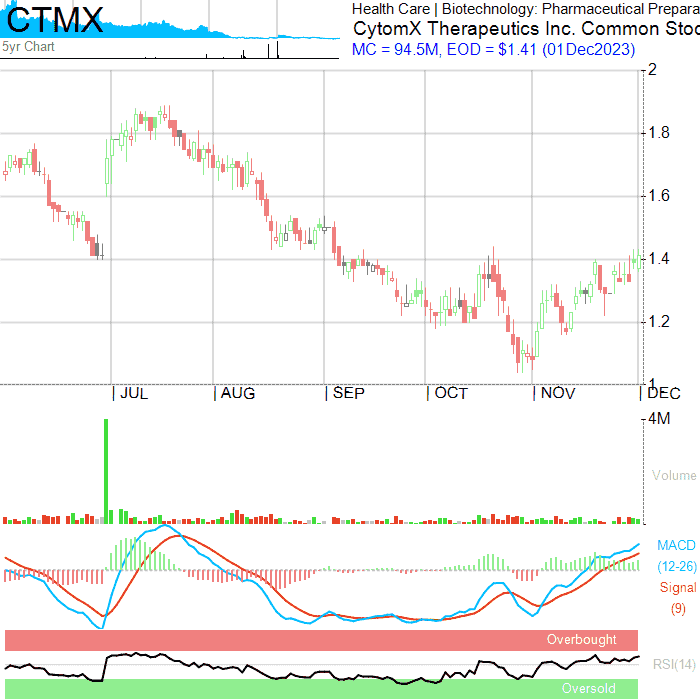 CTMX
5yr Chart
Health Care | Biotechnology: Pharmaceutical Prepara
CytomX Therapeutics Inc. Common Stoc
MC = 94.5M, EOD = $1.41 (01Dec2023)
2
1.8
1.6
1.4
1.2
1
JUL
AUG
SEP
OCT
NOV
DEC
4M
Volume
MACD
(12-26)
Signal
(9)
Overbought
RSI(14)
Oversold